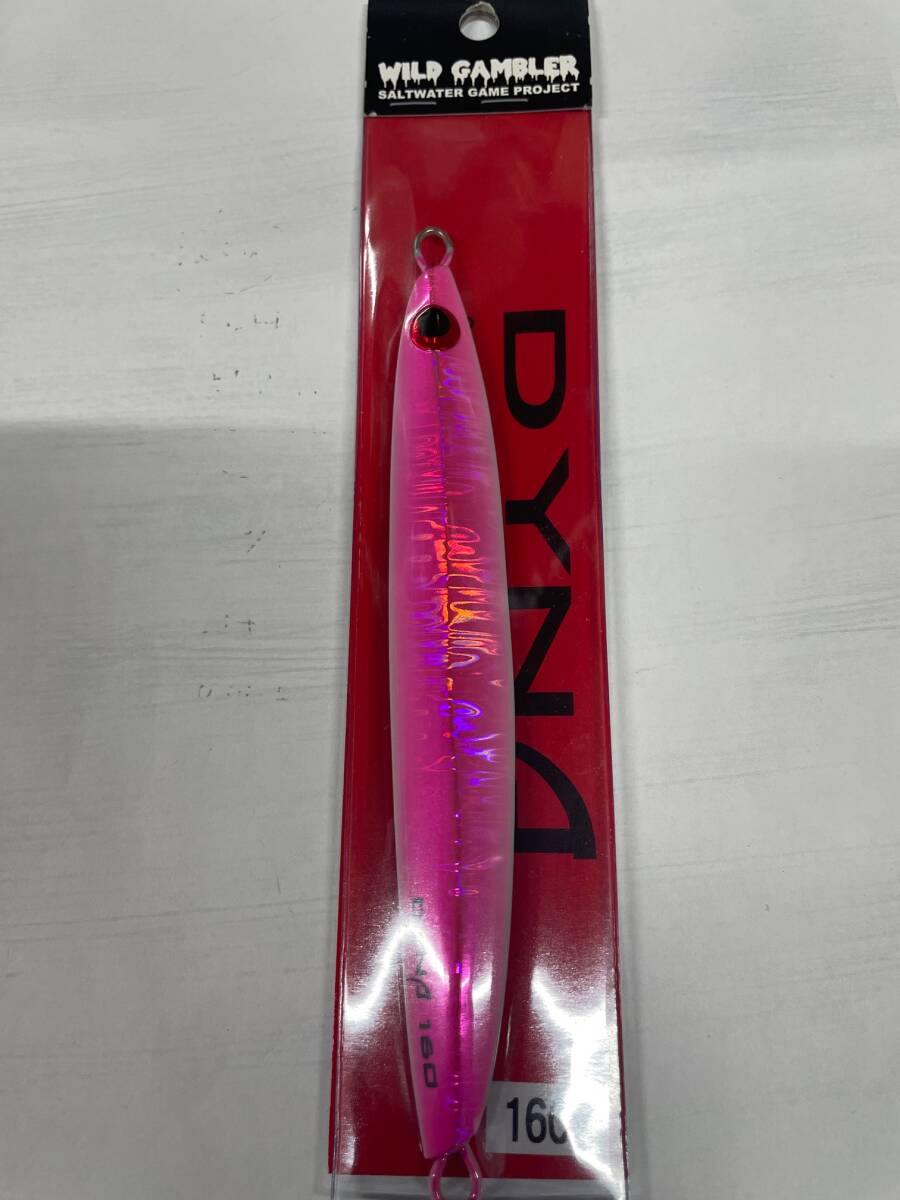 WILD GAMBLER
SALTWATER GAME PROJECT
DYNA
160